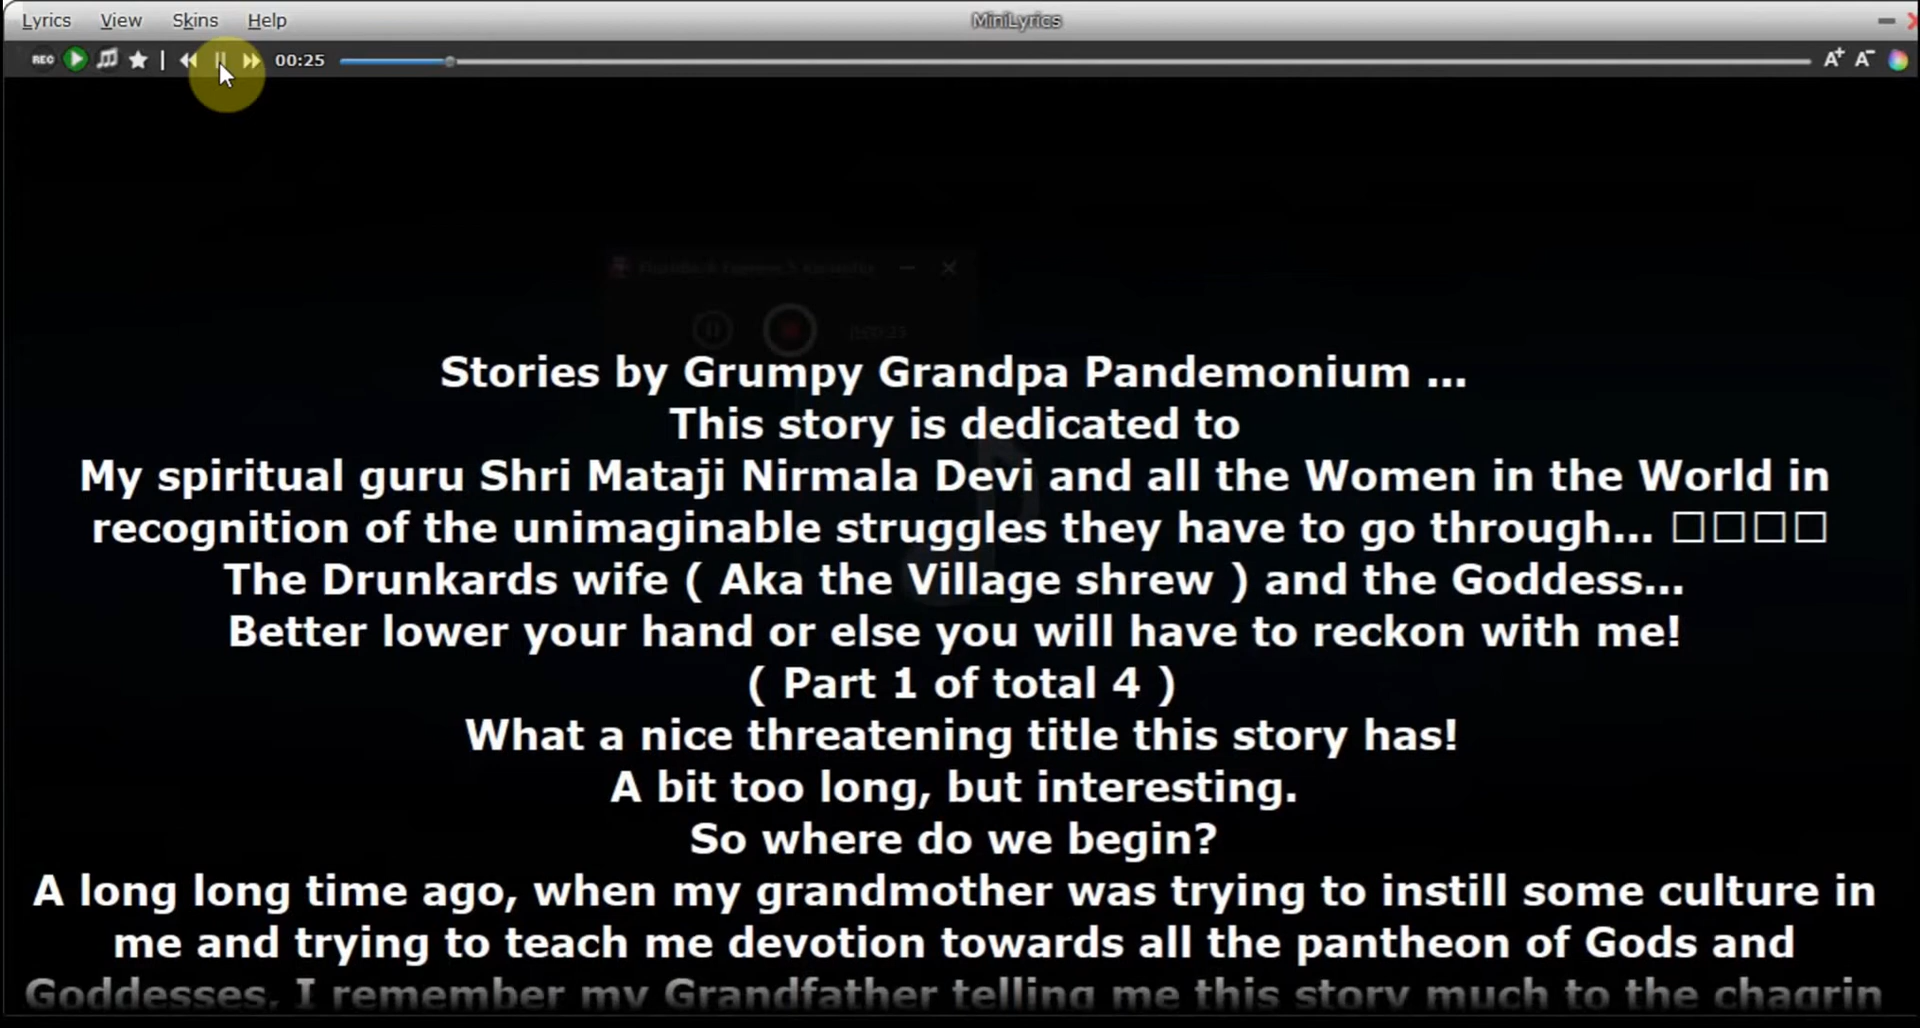 Lyrics View Skins Help MiniLyrics
REC 00:25 A+ A-
Stories by Grumpy Grandpa Pandemonium ...
This story is dedicated to
My spiritual guru Shri Mataji Nirmala Devi and all the Women in the World in
recognition of the unimaginable struggles they have to go through... □□□□
The Drunkards wife ( Aka the Village shrew ) and the Goddess...
Better lower your hand or else you will have to reckon with me!
( Part 1 of total 4 )
What a nice threatening title this story has!
A bit too long, but interesting.
So where do we begin?
A long long time ago, when my grandmother was trying to instill some culture in
me and trying to teach me devotion towards all the pantheon of Gods and
Goddesses, I remember my Grandfather telling me this story much to the chagrin